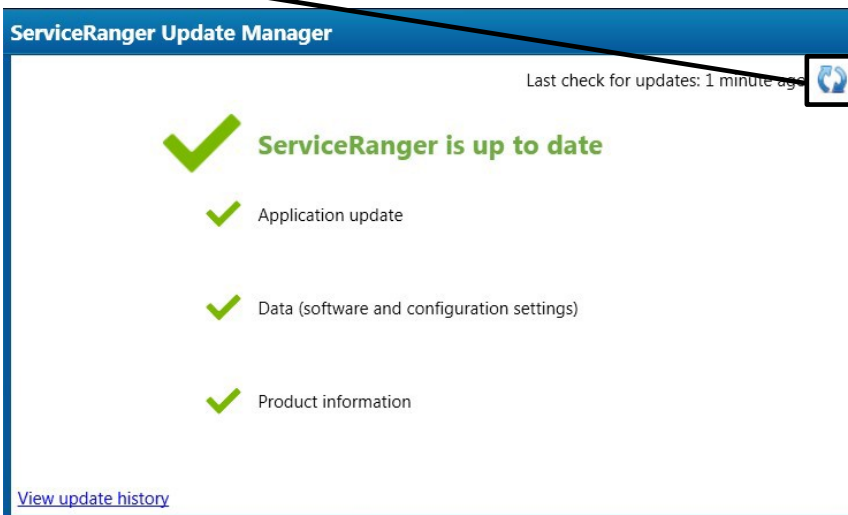 ServiceRanger Update Manager
Last check for updates: 1 minute ago
ServiceRanger is up to date
Application update
Data (software and configuration settings)
Product information
View update history